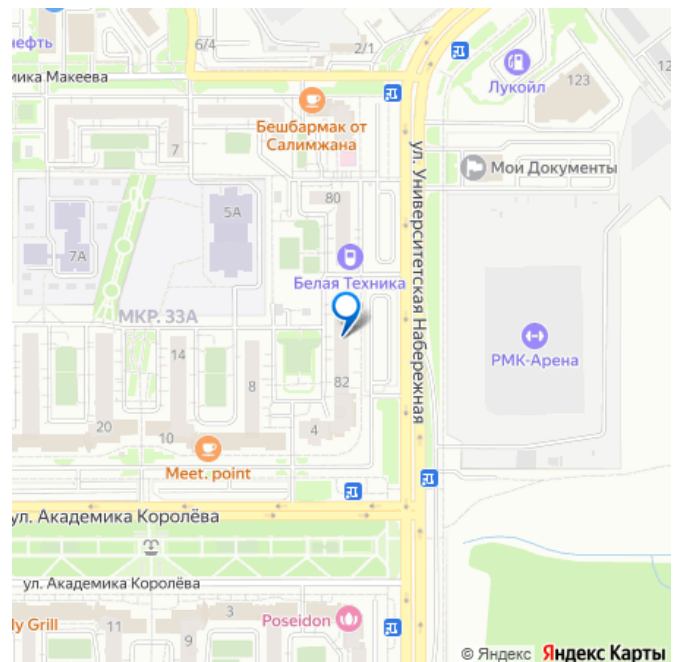 нефть
6/4
2/1
мика Макеева
Лукойл
123
12
Бешбармак от
Салимжана
7
ул. Университетская Набережная
Мои Документы
80
5А
7А
Белая Техника
МКР. 33А
РМК-Арена
14
8
82
20
10
4
Meet. point
ул. Академика Королёва
ул. Академика Королёва
ly Grill
11
9
3
Poseidon
© Яндекс Яндекс Карты